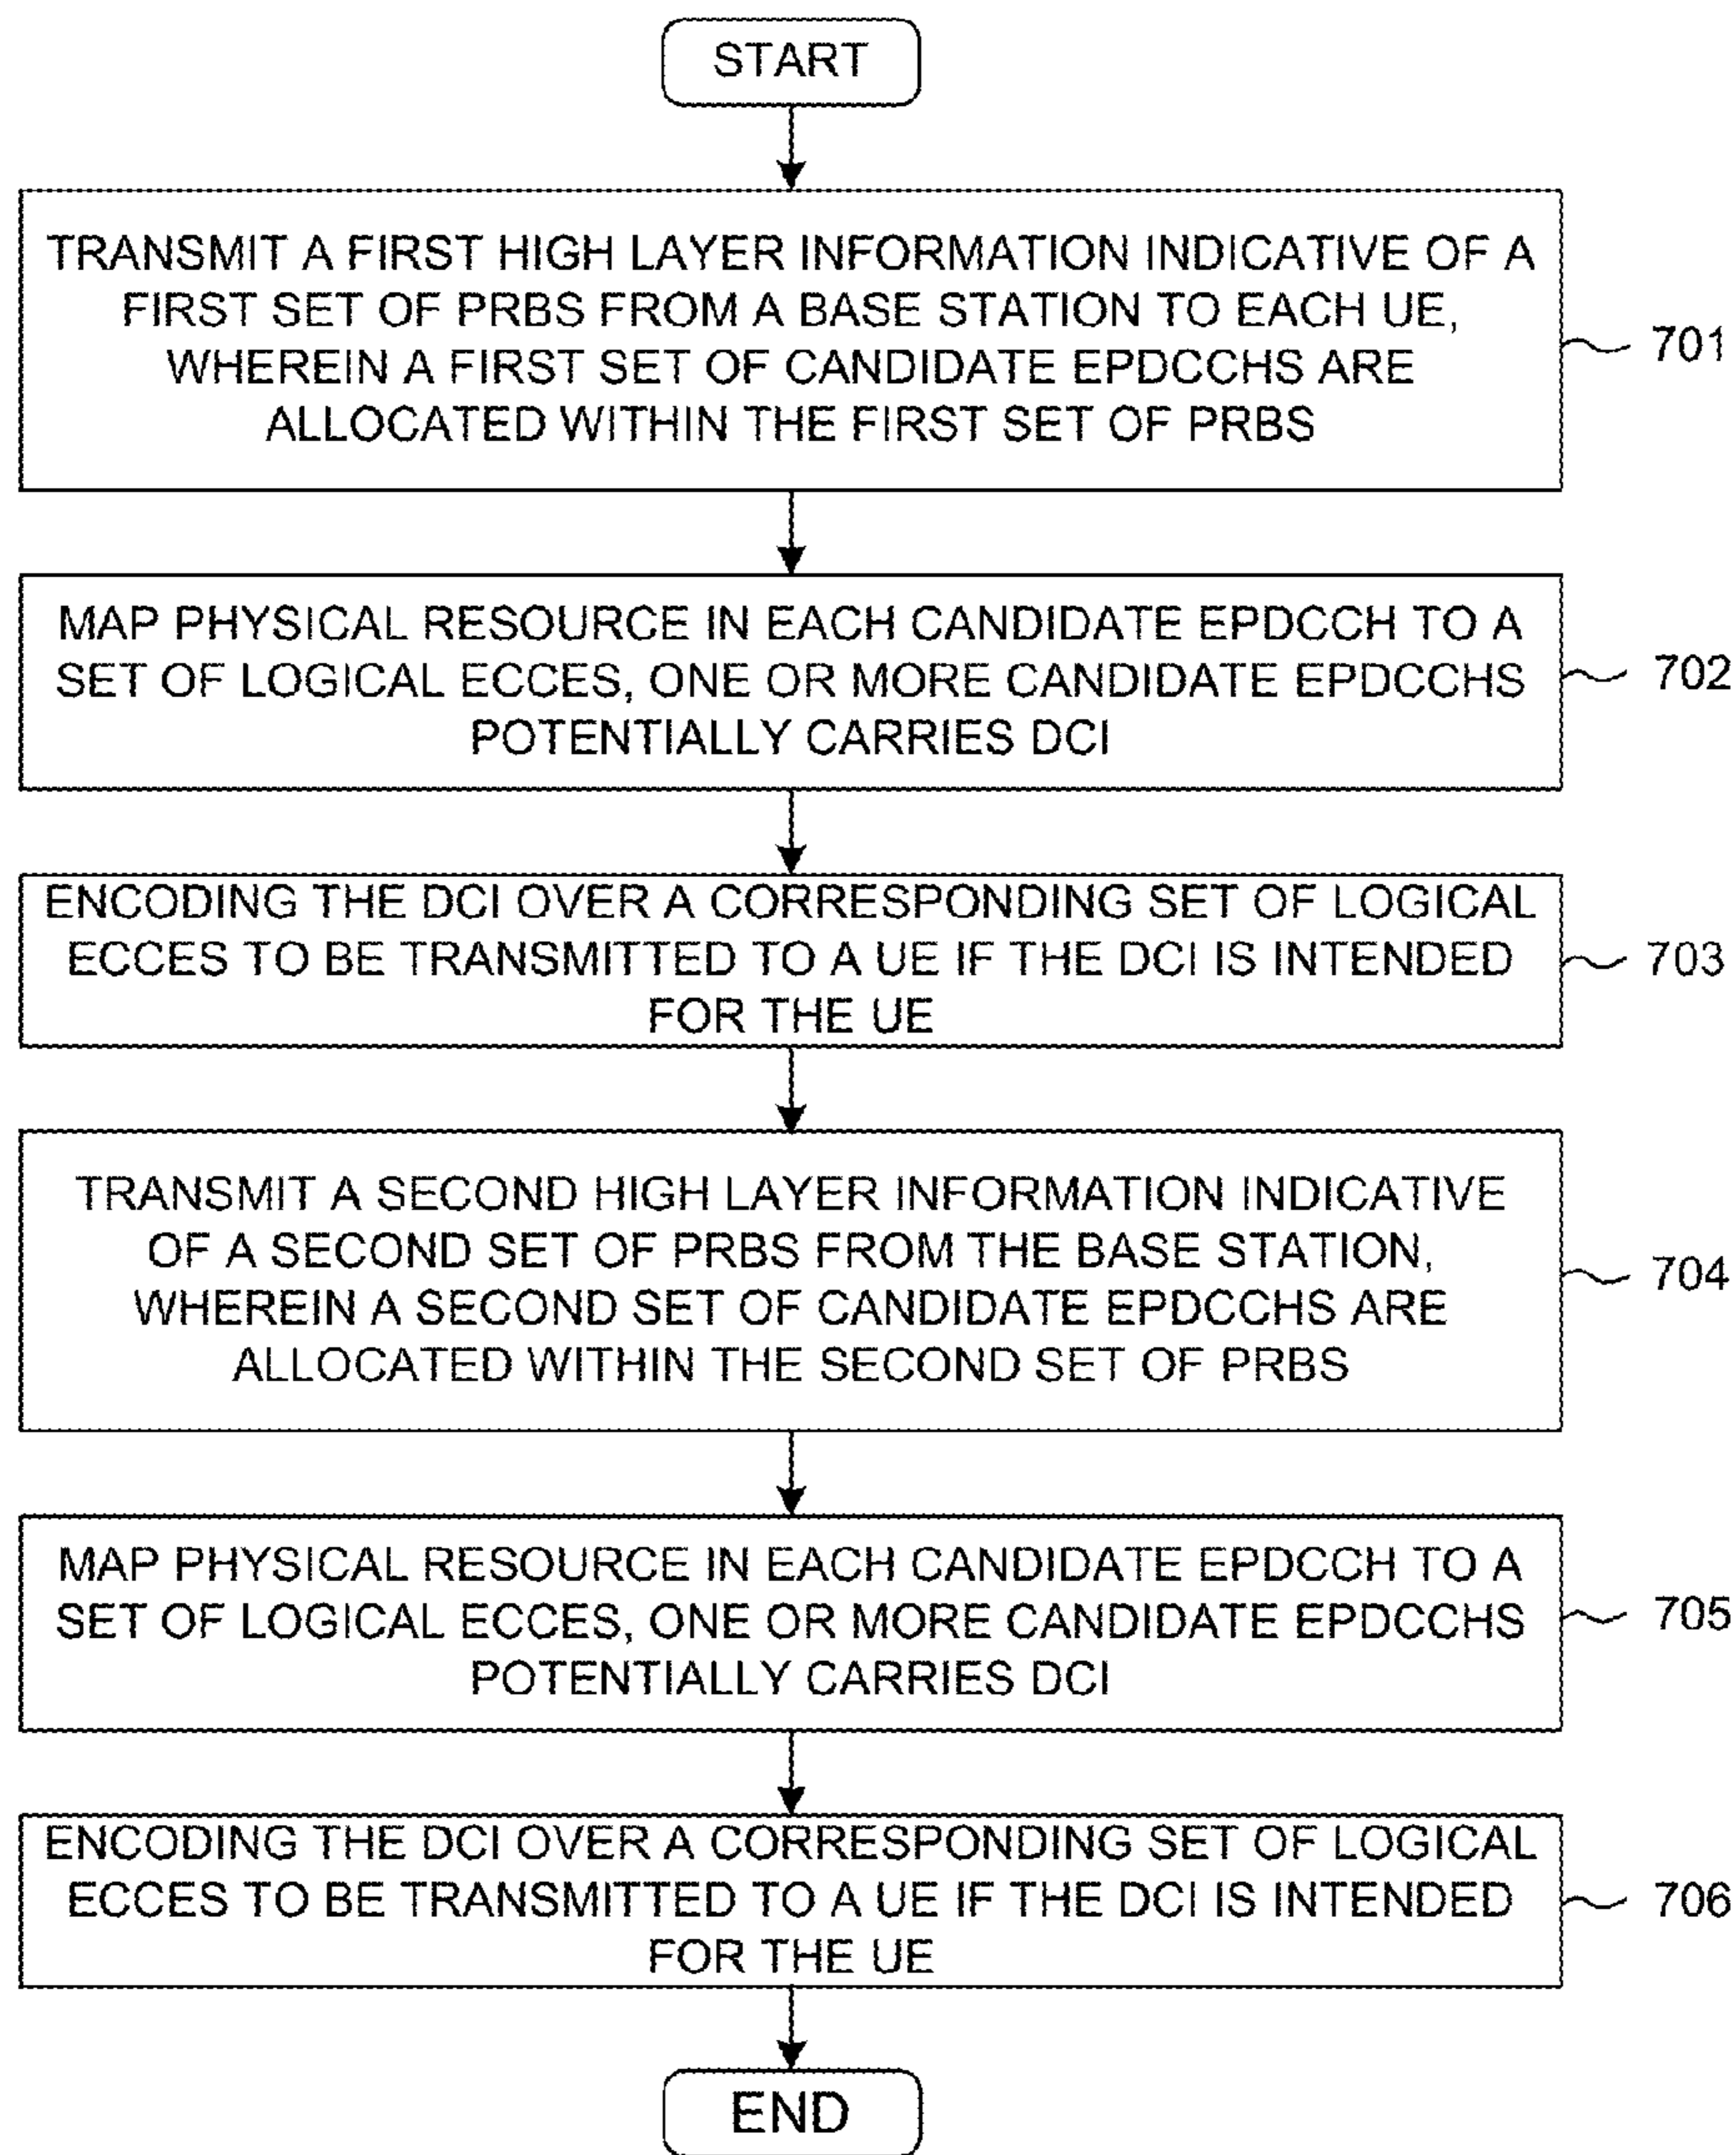 START
TRANSMIT A FIRST HIGH LAYER INFORMATION INDICATIVE OF A
FIRST SET OF PRBS FROM A BASE STATION TO EACH UE,
WHEREIN A FIRST SET OF CANDIDATE EPDCCHS ARE
ALLOCATED WITHIN THE FIRST SET OF PRBS
701
MAP PHYSICAL RESOURCE IN EACH CANDIDATE EPDCCH TO A
SET OF LOGICAL ECCES, ONE OR MORE CANDIDATE EPDCCHS
POTENTIALLY CARRIES DCI
702
ENCODING THE DCI OVER A CORRESPONDING SET OF LOGICAL
ECCES TO BE TRANSMITTED TO A UE IF THE DCI IS INTENDED
FOR THE UE
703
TRANSMIT A SECOND HIGH LAYER INFORMATION INDICATIVE
OF A SECOND SET OF PRBS FROM THE BASE STATION,
WHEREIN A SECOND SET OF CANDIDATE EPDCCHS ARE
ALLOCATED WITHIN THE SECOND SET OF PRBS
704
MAP PHYSICAL RESOURCE IN EACH CANDIDATE EPDCCH TO A
SET OF LOGICAL ECCES, ONE OR MORE CANDIDATE EPDCCHS
POTENTIALLY CARRIES DCI
705
ENCODING THE DCI OVER A CORRESPONDING SET OF LOGICAL
ECCES TO BE TRANSMITTED TO A UE IF THE DCI IS INTENDED
FOR THE UE
706
END